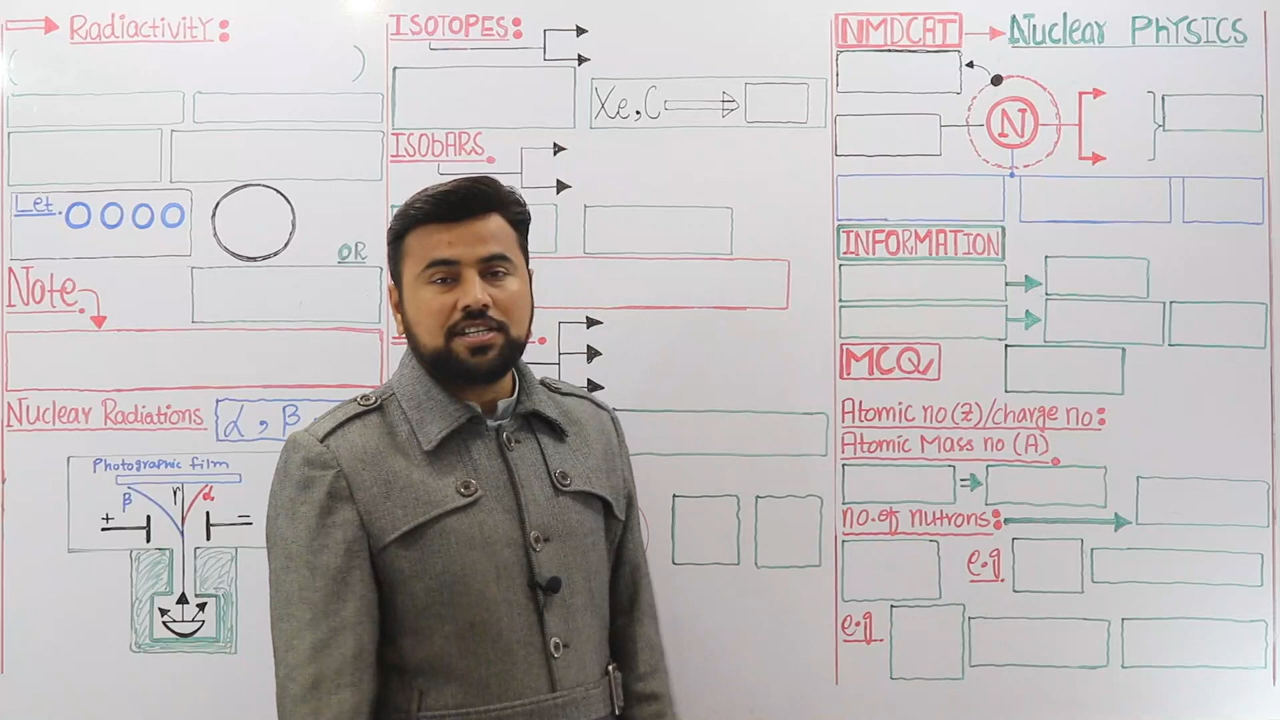 Radiactivity:
(                    )
Let.
OR
Note.
Nuclear Radiations
α, β
Photographic film
β r α
+ −
ISOTOPES:
Xe, C
ISObARS.
NMDCAT → Nuclear PhYSICS
N
INFORMATION
MCQ
Atomic no(z)/charge no:
Atomic Mass no (A).
no. of nutrons:
e.g
e.g